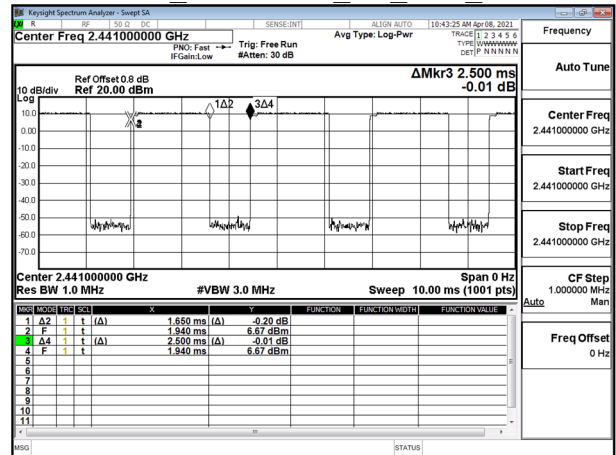 Keysight Spectrum Analyzer - Swept SA
R RF 50 Ω DC SENSE:INT ALIGN AUTO 10:43:25 AM Apr 08, 2021
Center Freq 2.441000000 GHz
PNO: Fast Trig: Free Run
IFGain:Low #Atten: 30 dB
Avg Type: Log-Pwr
TRACE 1 2 3 4 5 6
TYPE WWWWWW
DET P N N N N N
Frequency
Auto Tune
Center Freq
2.441000000 GHz
Start Freq
2.441000000 GHz
Stop Freq
2.441000000 GHz
CF Step
1.000000 MHz
Auto Man
Freq Offset
0 Hz
Ref Offset 0.8 dB
10 dB/div Ref 20.00 dBm
ΔMkr3 2.500 ms
-0.01 dB
Log
1Δ2 3Δ4
10.0
0.00
-10.0
-20.0
-30.0
-40.0
-50.0
-60.0
-70.0
Center 2.441000000 GHz Span 0 Hz
Res BW 1.0 MHz #VBW 3.0 MHz Sweep 10.00 ms (1001 pts)
MKR MODE TRC SCL X Y FUNCTION FUNCTION WIDTH FUNCTION VALUE
1 Δ2 1 t (Δ) 1.650 ms (Δ) -0.20 dB
2 F 1 t 1.940 ms 6.67 dBm
3 Δ4 1 t (Δ) 2.500 ms (Δ) -0.01 dB
4 F 1 t 1.940 ms 6.67 dBm
5
6
7
8
9
10
11
MSG STATUS